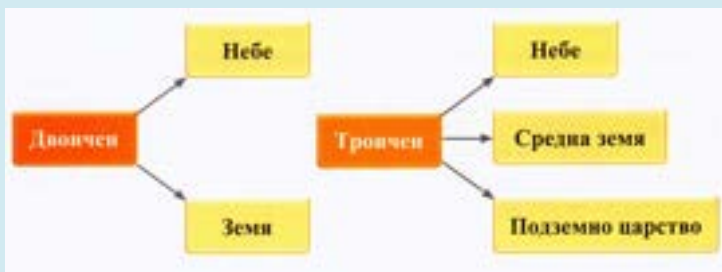 Двоичен
Небе
Земя
Троичен
Небе
Средна земя
Подземно царство